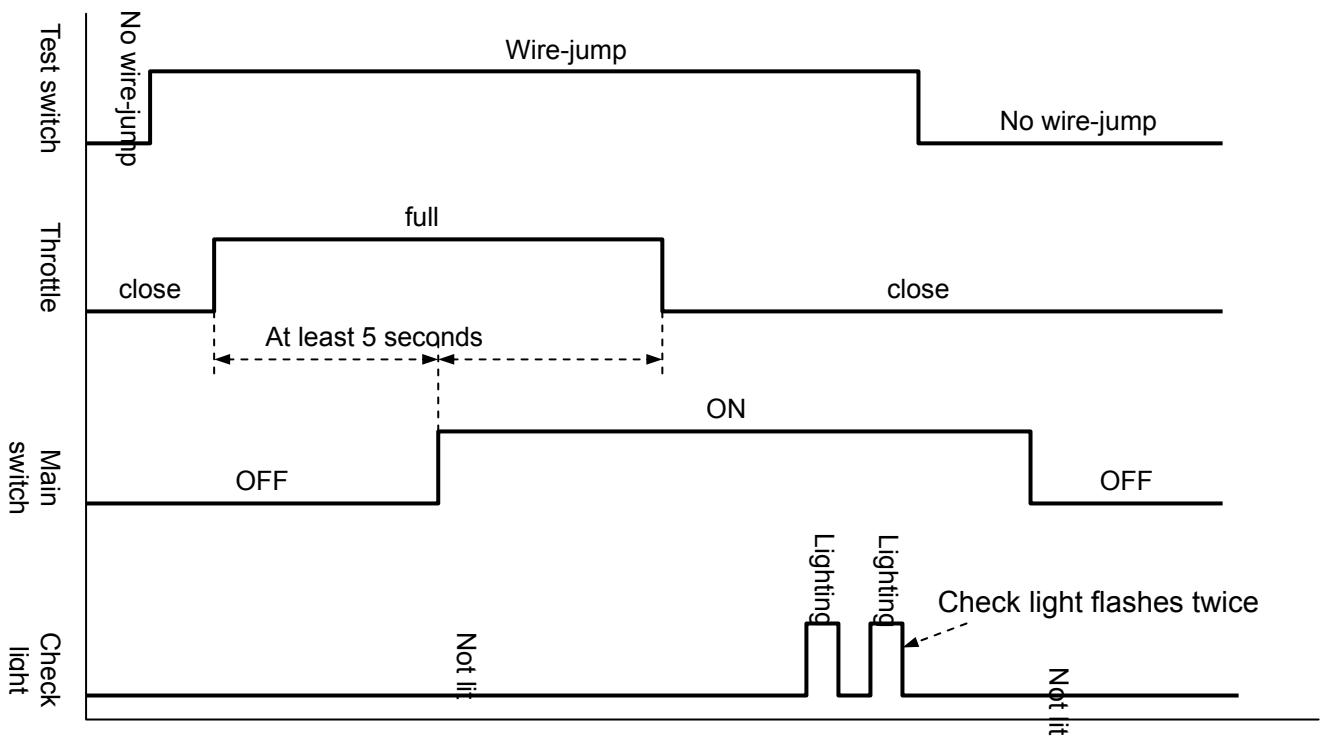 Test switch
No wire-jump
Wire-jump
No wire-jump
Throttle
close
full
close
At least 5 seconds
Main
switch
OFF
ON
OFF
Check
light
Not lit
Lighting
Lighting
Check light flashes twice
Not lit